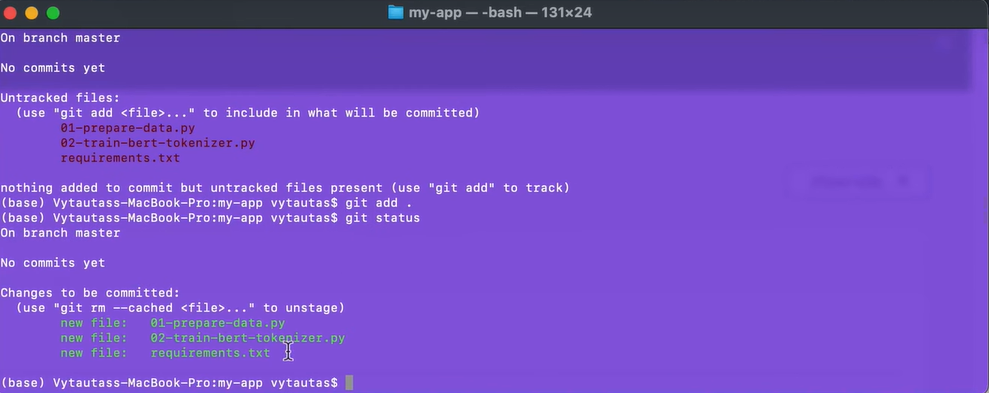 my-app — -bash — 131×24
On branch master
No commits yet
Untracked files:
(use "git add <file>..." to include in what will be committed)
01-prepare-data.py
02-train-bert-tokenizer.py
requirements.txt
nothing added to commit but untracked files present (use "git add" to track)
(base) Vytautass-MacBook-Pro:my-app vytautas$ git add .
(base) Vytautass-MacBook-Pro:my-app vytautas$ git status
On branch master
No commits yet
Changes to be committed:
(use "git rm --cached <file>..." to unstage)
new file:   01-prepare-data.py
new file:   02-train-bert-tokenizer.py
new file:   requirements.txt
(base) Vytautass-MacBook-Pro:my-app vytautas$